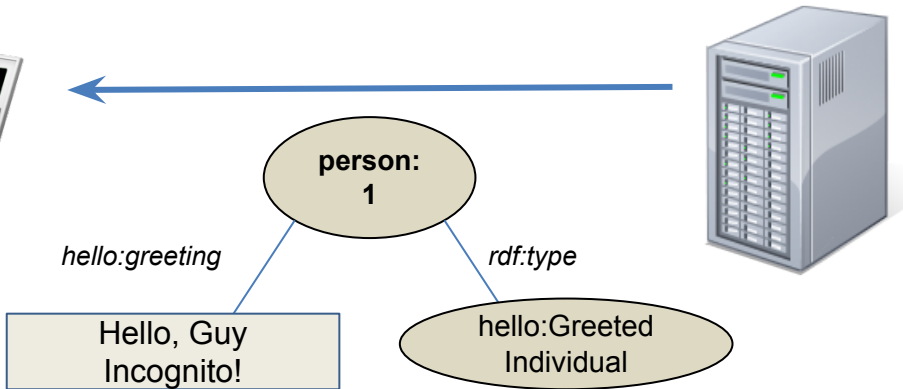 person:
1
hello:greeting
rdf:type
Hello, Guy
Incognito!
hello:Greeted
Individual